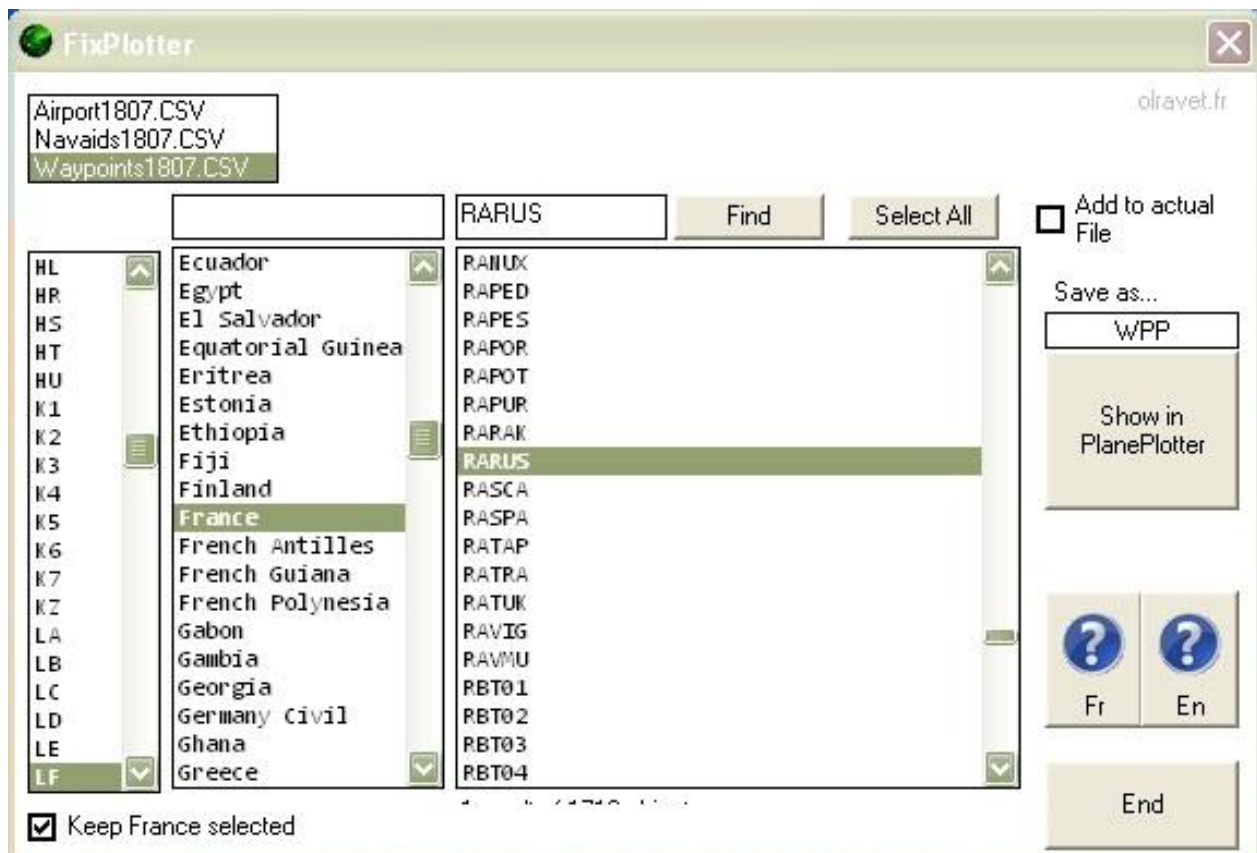 FixPlotter
olravet.fr
Airport1807.CSV
Navaids1807.CSV
Waypoints1807.CSV
RARUS
Find
Select All
Add to actual
File
HL
HR
HS
HT
HU
K1
K2
K3
K4
K5
K6
K7
KZ
LA
LB
LC
LD
LE
LF
Ecuador
Egypt
El Salvador
Equatorial Guinea
Eritrea
Estonia
Ethiopia
Fiji
Finland
France
French Antilles
French Guiana
French Polynesia
Gabon
Gambia
Georgia
Germany Civil
Ghana
Greece
RANUX
RAPED
RAPES
RAPOR
RAPOT
RAPUR
RARAK
RARUS
RASCA
RASPA
RATAP
RATRA
RATUK
RAVIG
RAVMU
RBT01
RBT02
RBT03
RBT04
Save as...
WPP
Show in
PlanePlotter
Fr
En
End
Keep France selected